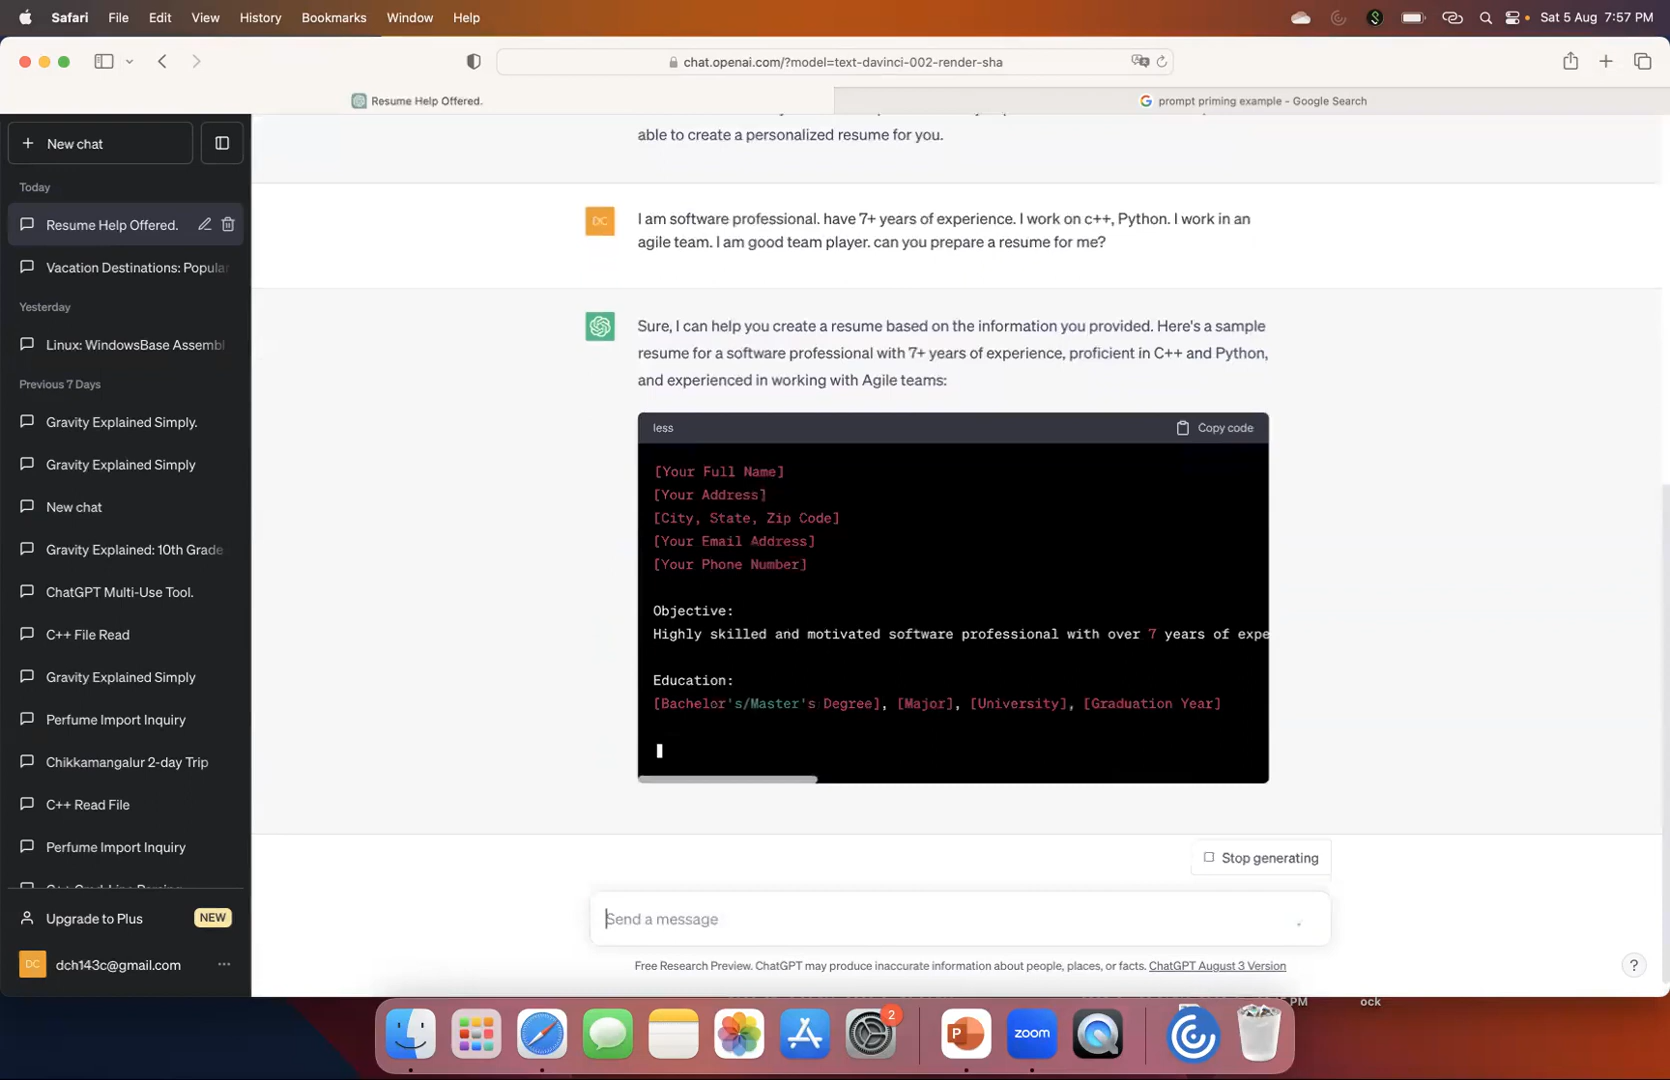 Safari File Edit View History Bookmarks Window Help
Sat 5 Aug 7:57 PM
chat.openai.com/?model=text-davinci-002-render-sha
Resume Help Offered.
prompt priming example - Google Search
New chat
Today
Resume Help Offered.
Vacation Destinations: Popular
Yesterday
Linux: WindowsBase Assembl
Previous 7 Days
Gravity Explained Simply.
Gravity Explained Simply
New chat
Gravity Explained: 10th Grade
ChatGPT Multi-Use Tool.
C++ File Read
Gravity Explained Simply
Perfume Import Inquiry
Chikkamangalur 2-day Trip
C++ Read File
Perfume Import Inquiry
Upgrade to Plus NEW
DC dch143c@gmail.com
able to create a personalized resume for you.
DC
I am software professional. have 7+ years of experience. I work on c++, Python. I work in an
agile team. I am good team player. can you prepare a resume for me?
Sure, I can help you create a resume based on the information you provided. Here's a sample
resume for a software professional with 7+ years of experience, proficient in C++ and Python,
and experienced in working with Agile teams:
less Copy code
[Your Full Name]
[Your Address]
[City, State, Zip Code]
[Your Email Address]
[Your Phone Number]
Objective:
Highly skilled and motivated software professional with over 7 years of expe
Education:
[Bachelor's/Master's Degree], [Major], [University], [Graduation Year]
Stop generating
Send a message
Free Research Preview. ChatGPT may produce inaccurate information about people, places, or facts. ChatGPT August 3 Version
?
PM
ock
2
zoom